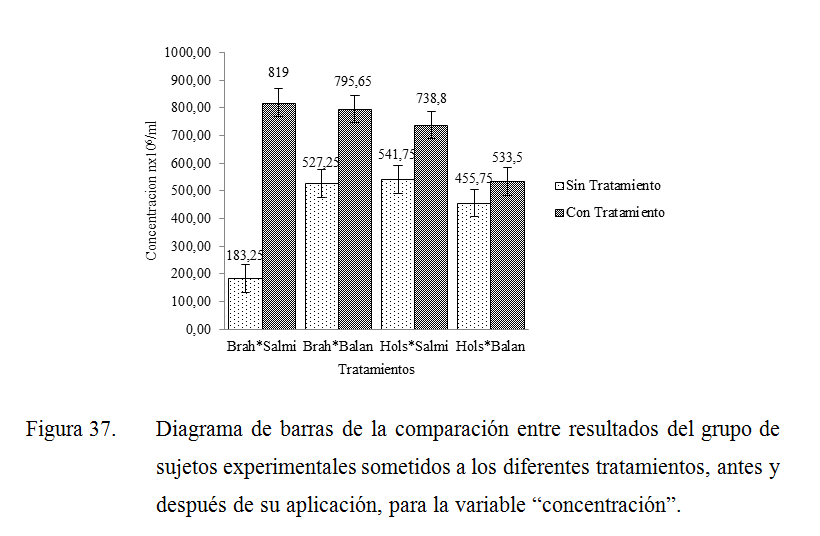 1000,00
900,00
800,00
700,00
600,00
500,00
400,00
300,00
200,00
100,00
0,00
Concentracion nx10⁶/ml
819
795,65
738,8
527,25
541,75
455,75
533,5
183,25
Sin Tratamiento
Con Tratamiento
Brah*Salmi Brah*Balan Hols*Salmi Hols*Balan
Tratamientos
Figura 37. Diagrama de barras de la comparación entre resultados del grupo de
sujetos experimentales sometidos a los diferentes tratamientos, antes y
después de su aplicación, para la variable “concentración”.